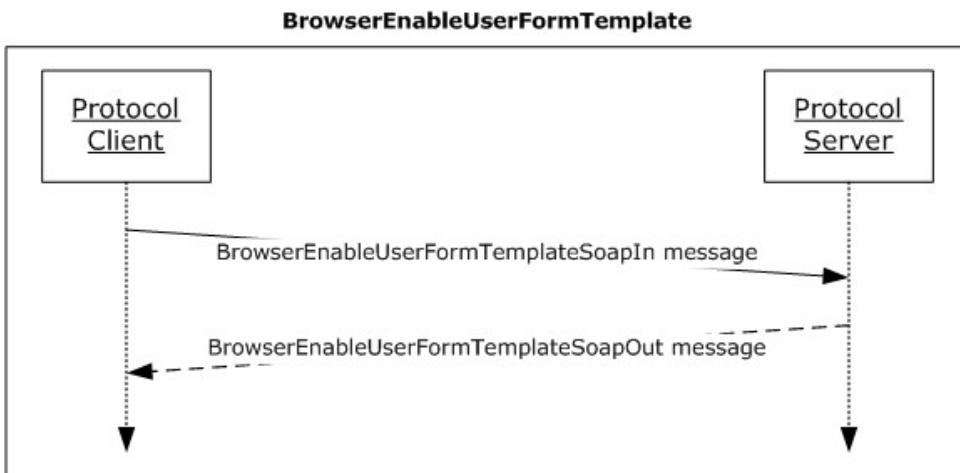 BrowserEnableUserFormTemplate
Protocol
Client
Protocol
Server
BrowserEnableUserFormTemplateSoapIn message
BrowserEnableUserFormTemplateSoapOut message